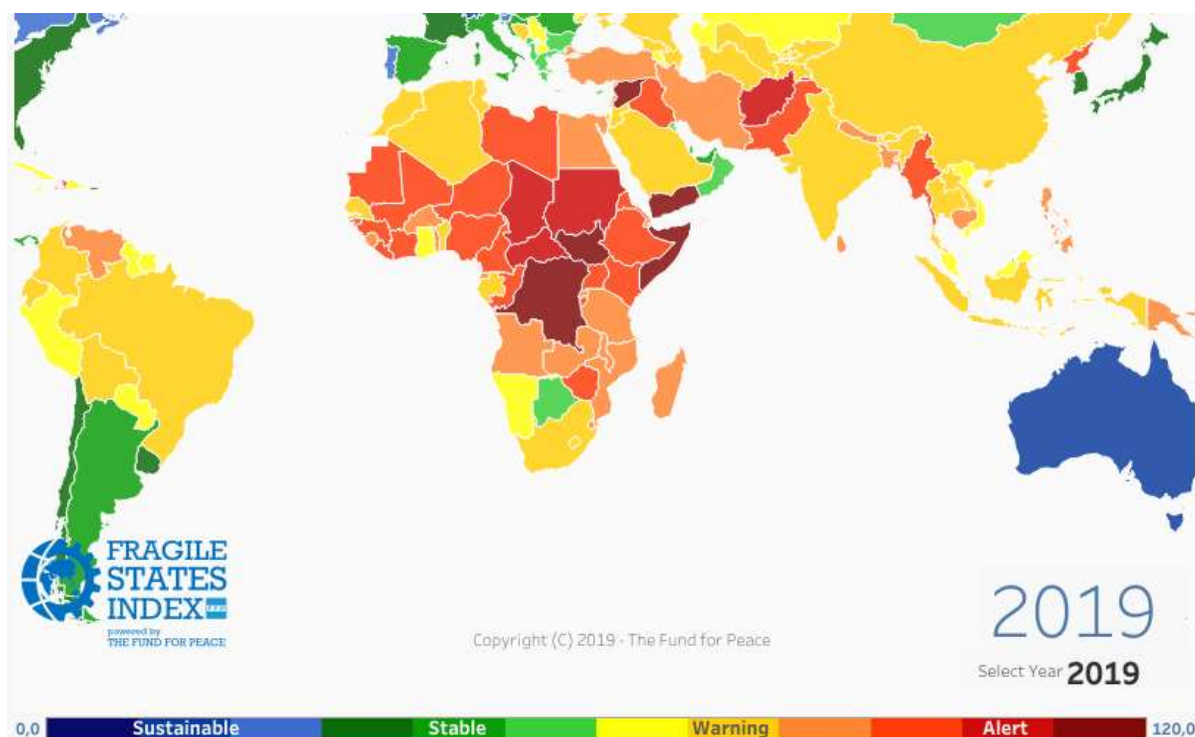 FRAGILE
STATES
INDEX
powered by
THE FUND FOR PEACE
Copyright (C) 2019 - The Fund for Peace
2019
Select Year 2019
0,0 Sustainable Stable Warning Alert 120,0